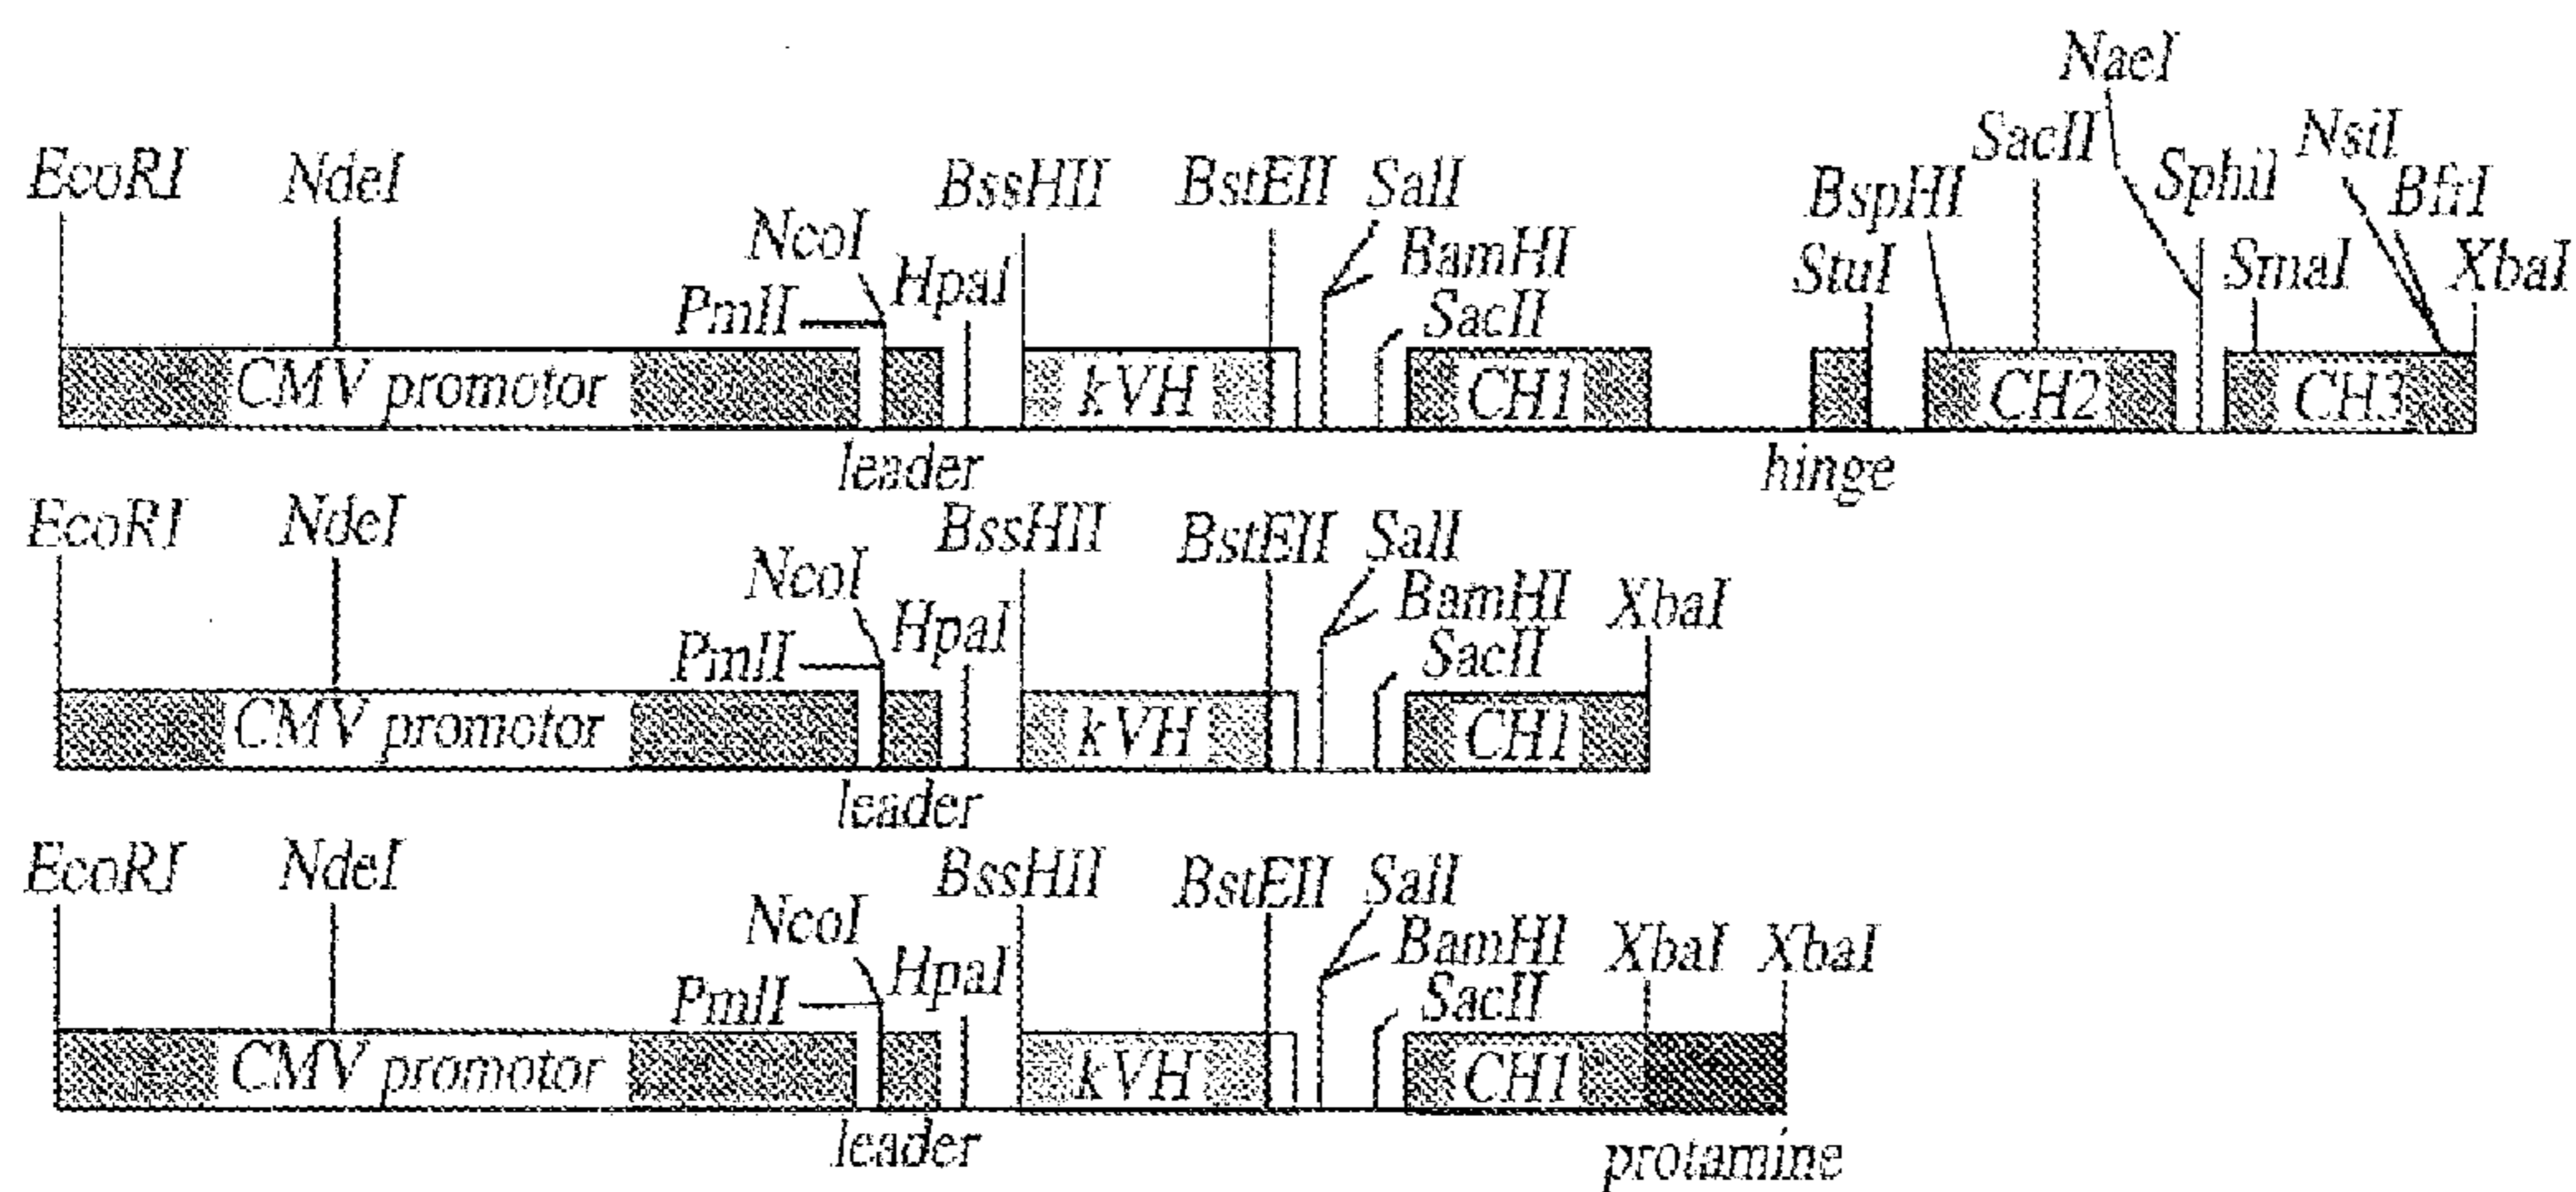 NaeI
SacII NsiI
EcoRI NdeI BssHII BstEII SalI BspHI SphiI BfrI
NcoI HpaI BamHI StuI SmaI XbaI
PmlI SacII
CMV promotor kVH CH1 CH2 CH3
leader hinge
EcoRI NdeI BssHII BstEII SalI
NcoI HpaI BamHI XbaI
PmlI SacII
CMV promotor kVH CH1
leader
EcoRI NdeI BssHII BstEII SalI
NcoI HpaI BamHI XbaI XbaI
PmlI SacII
CMV promotor kVH CH1
leader protamine